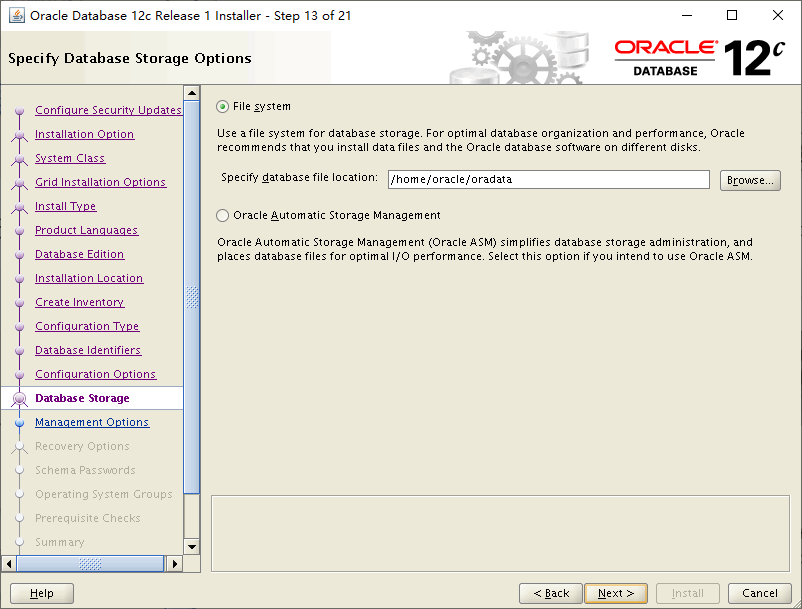 Oracle Database 12c Release 1 Installer - Step 13 of 21
Specify Database Storage Options
ORACLE
DATABASE
12c
Configure Security Updates
Installation Option
System Class
Grid Installation Options
Install Type
Product Languages
Database Edition
Installation Location
Create Inventory
Configuration Type
Database Identifiers
Configuration Options
Database Storage
Management Options
Recovery Options
Schema Passwords
Operating System Groups
Prerequisite Checks
Summary
File system
Use a file system for database storage. For optimal database organization and performance, Oracle
recommends that you install data files and the Oracle database software on different disks.
Specify database file location: /home/oracle/oradata Browse...
Oracle Automatic Storage Management
Oracle Automatic Storage Management (Oracle ASM) simplifies database storage administration, and
places database files for optimal I/O performance. Select this option if you intend to use Oracle ASM.
Help < Back Next > Install Cancel